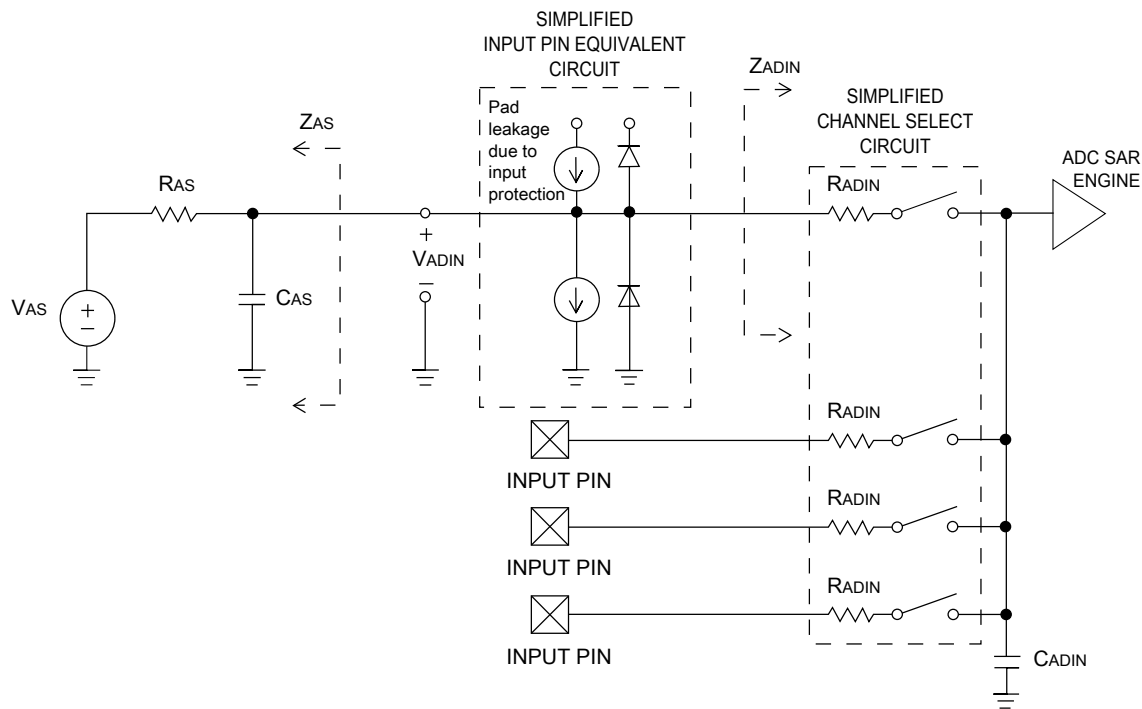 SIMPLIFIED
INPUT PIN EQUIVALENT
CIRCUIT
Pad
leakage
due to
input
protection
ZAS
RAS
VAS
+
−
CAS
+
VADIN
−
ZADIN
SIMPLIFIED
CHANNEL SELECT
CIRCUIT
RADIN
ADC SAR
ENGINE
RADIN
INPUT PIN
RADIN
INPUT PIN
RADIN
INPUT PIN
CADIN